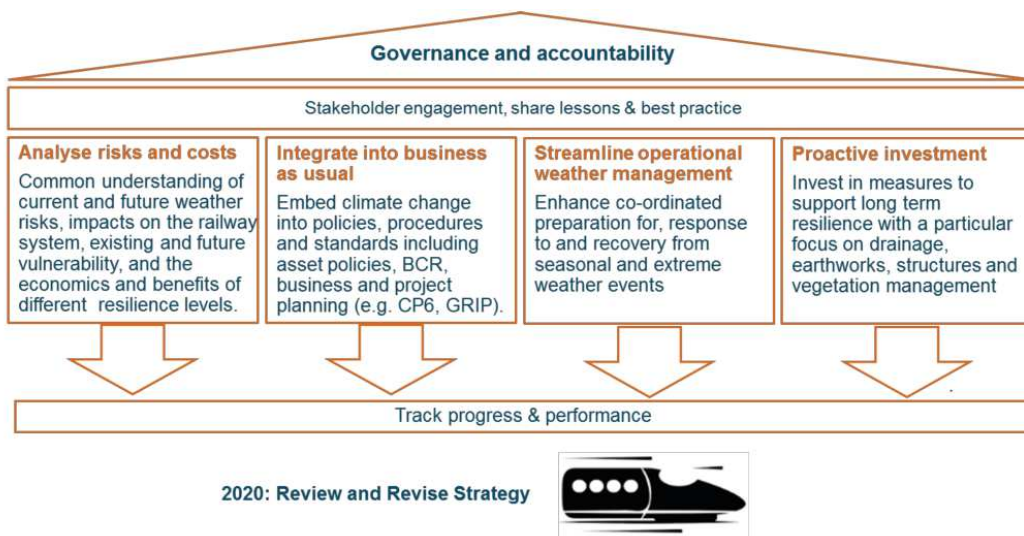 Governance and accountability
Stakeholder engagement, share lessons & best practice
Analyse risks and costs
Common understanding of
current and future weather
risks, impacts on the railway
system, existing and future
vulnerability, and the
economics and benefits of
different resilience levels.
Integrate into business
as usual
Embed climate change
into policies, procedures
and standards including
asset policies, BCR,
business and project
planning (e.g. CP6, GRIP).
Streamline operational
weather management
Enhance co-ordinated
preparation for, response
to and recovery from
seasonal and extreme
weather events
Proactive investment
Invest in measures to
support long term
resilience with a particular
focus on drainage,
earthworks, structures and
vegetation management
Track progress & performance
2020: Review and Revise Strategy